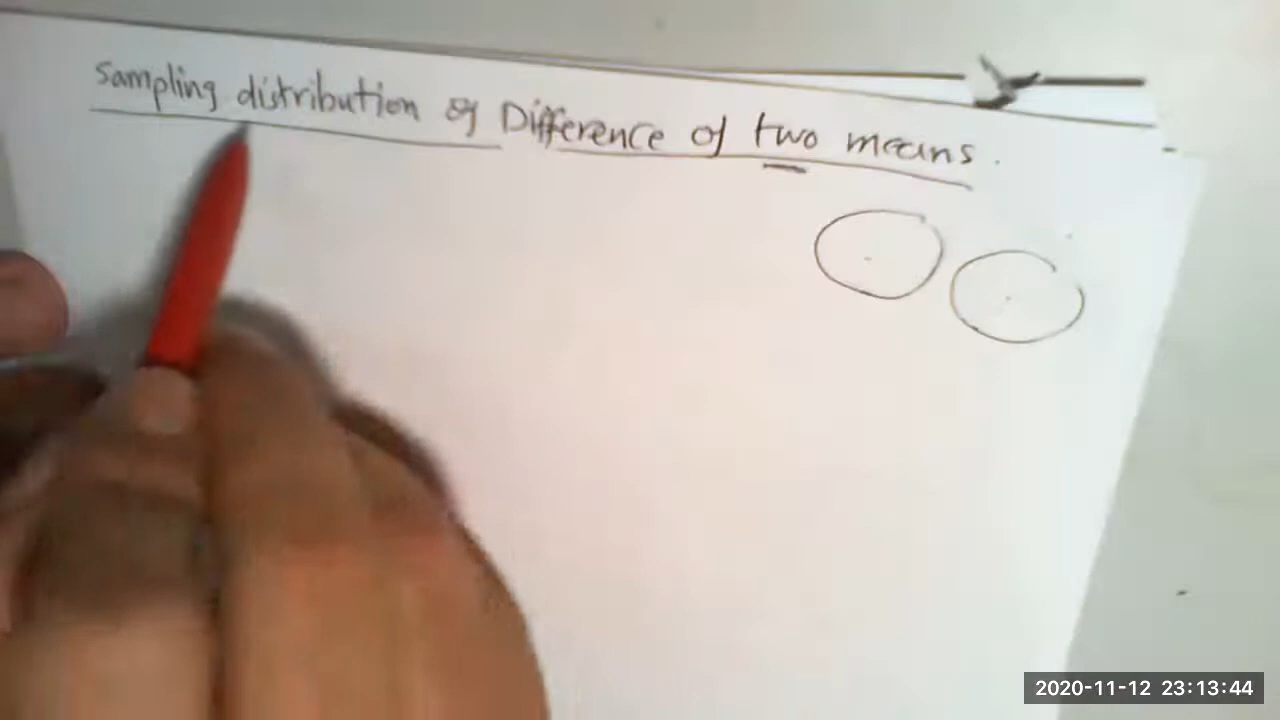 Sampling distribution of Difference of two means.
2020-11-12 23:13:44